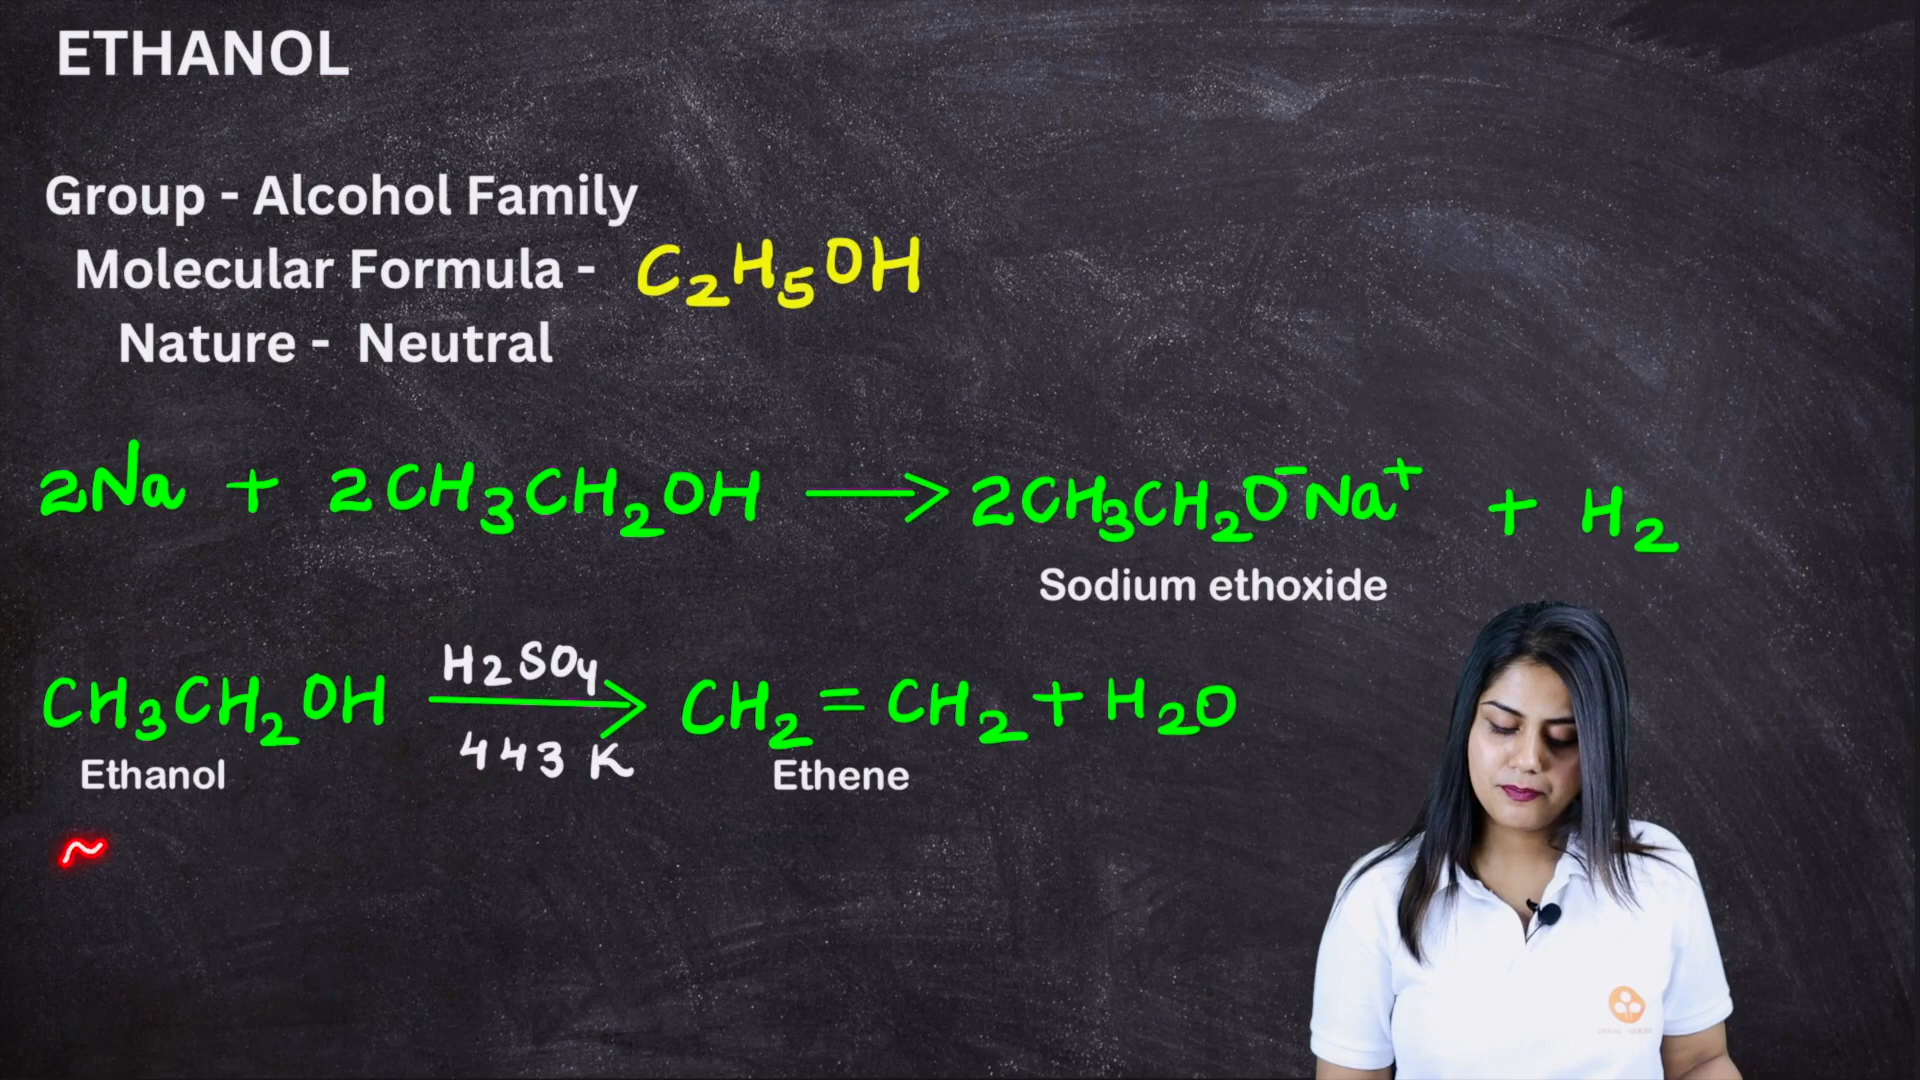 ETHANOL
Group - Alcohol Family
Molecular Formula - C₂H₅OH
Nature - Neutral
2Na + 2CH₃CH₂OH ⟶ 2CH₃CH₂O⁻Na⁺ + H₂
Sodium ethoxide
H₂SO₄
CH₃CH₂OH ⟶ CH₂=CH₂+H₂O
443 K
Ethanol Ethene
~